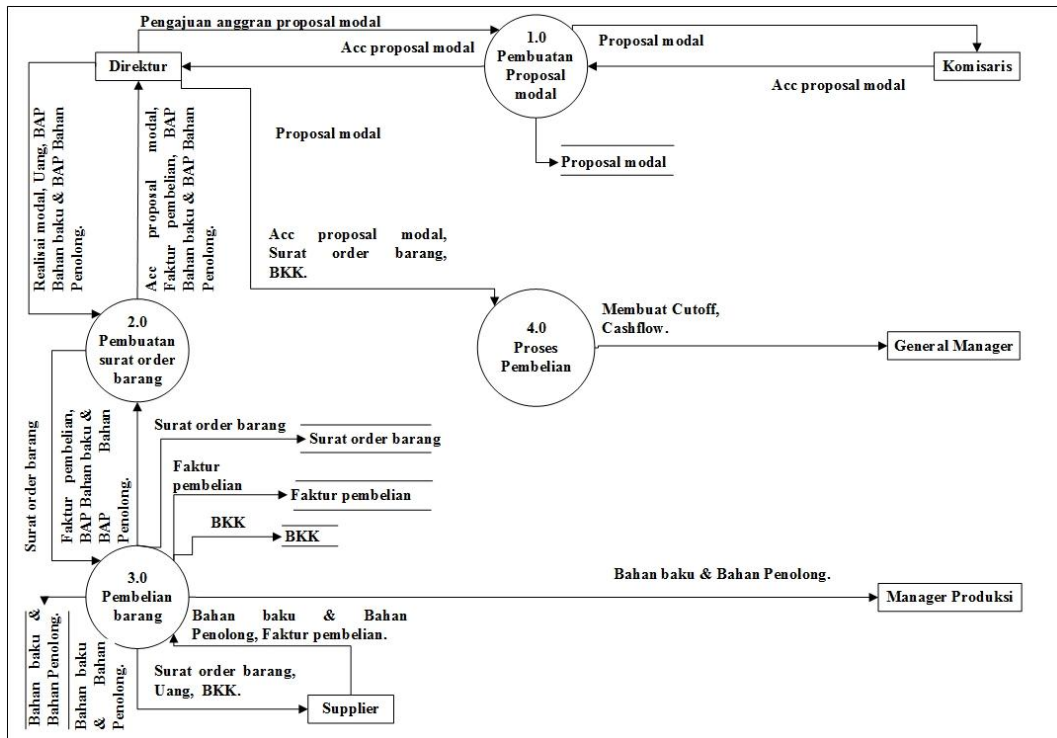 Pengajuan anggran proposal modal
Acc proposal modal
1.0
Pembuatan
Proposal
modal
Proposal modal
Direktur
Komisaris
Acc proposal modal
Realisai modal, Uang, BAP
Bahan baku & BAP Bahan
Penolong.
Acc proposal modal,
Faktur pembelian, BAP
Bahan baku & BAP Bahan
Penolong.
Proposal modal
Proposal modal
Acc proposal modal,
Surat order barang,
BKK.
2.0
Pembuatan
surat order
barang
4.0
Proses
Pembelian
Membuat Cutoff,
Cashflow.
General Manager
Surat order barang
Faktur pembelian,
BAP Bahan baku &
BAP Bahan
Penolong.
Surat order barang
Surat order barang
Faktur
pembelian
Faktur pembelian
BKK
BKK
3.0
Pembelian
barang
Bahan baku & Bahan Penolong.
Manager Produksi
Bahan baku &
Bahan Penolong.
Bahan baku
& Bahan
Penolong.
Bahan baku & Bahan
Penolong, Faktur pembelian.
Surat order barang,
Uang, BKK.
Supplier